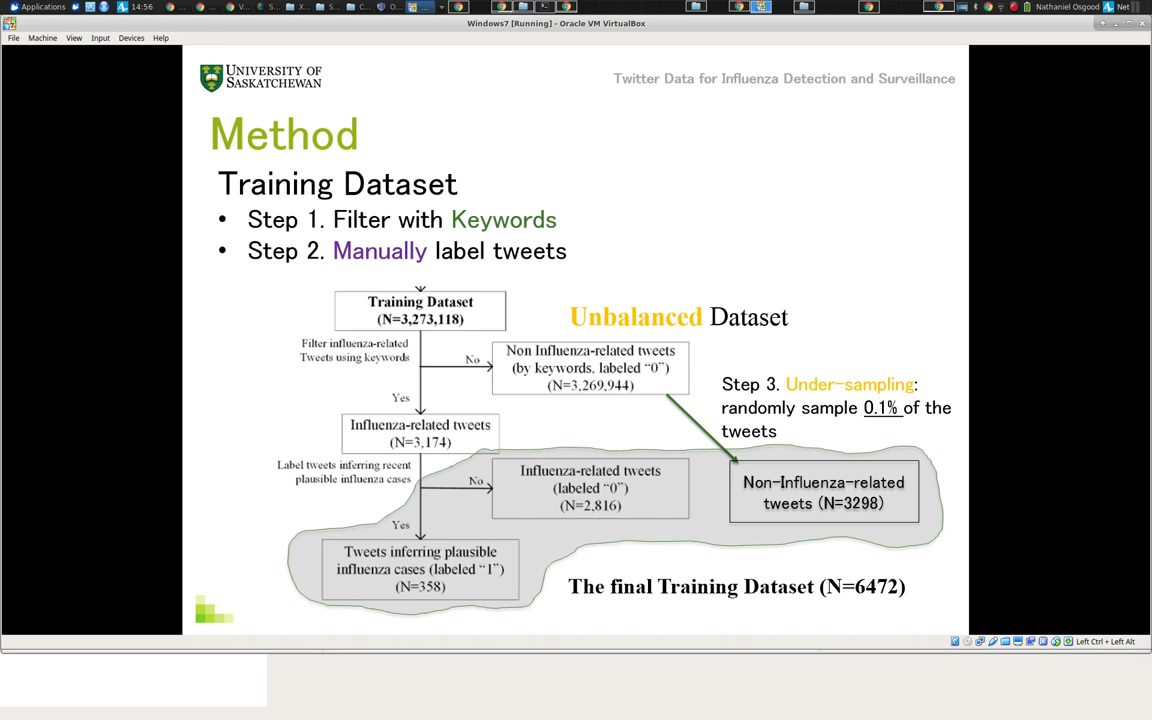 Applications
14:56
Nathaniel Osgood
Net
Windows7 [Running] - Oracle VM VirtualBox
File Machine View Input Devices Help
UNIVERSITY OF
SASKATCHEWAN
Twitter Data for Influenza Detection and Surveillance
Method
Training Dataset
• Step 1. Filter with Keywords
• Step 2. Manually label tweets
Training Dataset
(N=3,273,118)
Unbalanced Dataset
Filter influenza-related
Tweets using keywords
No
Non Influenza-related tweets
(by keywords, labeled “0”)
(N=3,269,944)
Yes
Step 3. Under-sampling:
randomly sample 0.1% of the
tweets
Influenza-related tweets
(N=3,174)
Label tweets inferring recent
plausible influenza cases
No
Influenza-related tweets
(labeled “0”)
(N=2,816)
Non-Influenza-related
tweets (N=3298)
Yes
Tweets inferring plausible
influenza cases (labeled “1”)
(N=358)
The final Training Dataset (N=6472)
Left Ctrl + Left Alt